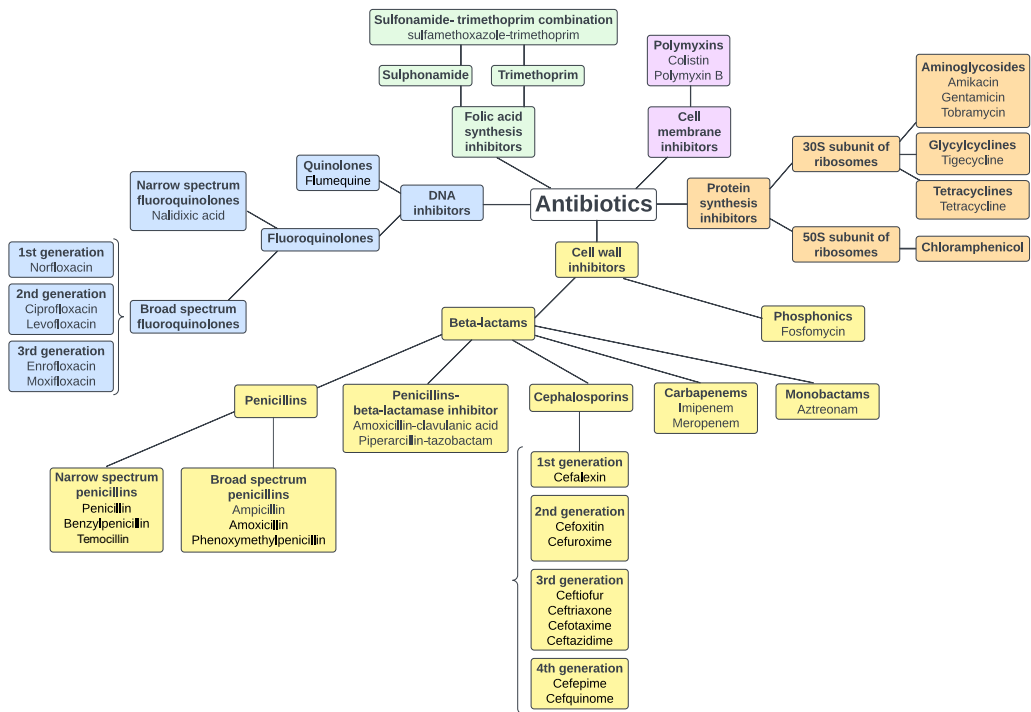 Sulfonamide- trimethoprim combination
sulfamethoxazole-trimethoprim
Sulphonamide
Trimethoprim
Folic acid
synthesis
inhibitors
Polymyxins
Colistin
Polymyxin B
Cell
membrane
inhibitors
Aminoglycosides
Amikacin
Gentamicin
Tobramycin
30S subunit of
ribosomes
Glycylcyclines
Tigecycline
Tetracyclines
Tetracycline
Protein
synthesis
inhibitors
50S subunit of
ribosomes
Chloramphenicol
Antibiotics
Quinolones
Flumequine
DNA
inhibitors
Narrow spectrum
fluoroquinolones
Nalidixic acid
Fluoroquinolones
1st generation
Norfloxacin
2nd generation
Ciprofloxacin
Levofloxacin
3rd generation
Enrofloxacin
Moxifloxacin
Broad spectrum
fluoroquinolones
Cell wall
inhibitors
Beta-lactams
Phosphonics
Fosfomycin
Penicillins
Penicillins-
beta-lactamase inhibitor
Amoxicillin-clavulanic acid
Piperarcillin-tazobactam
Cephalosporins
Carbapenems
Imipenem
Meropenem
Monobactams
Aztreonam
Narrow spectrum
penicillins
Penicillin
Benzylpenicillin
Temocillin
Broad spectrum
penicillins
Ampicillin
Amoxicillin
Phenoxymethylpenicillin
1st generation
Cefalexin
2nd generation
Cefoxitin
Cefuroxime
3rd generation
Ceftiofur
Ceftriaxone
Cefotaxime
Ceftazidime
4th generation
Cefepime
Cefquinome